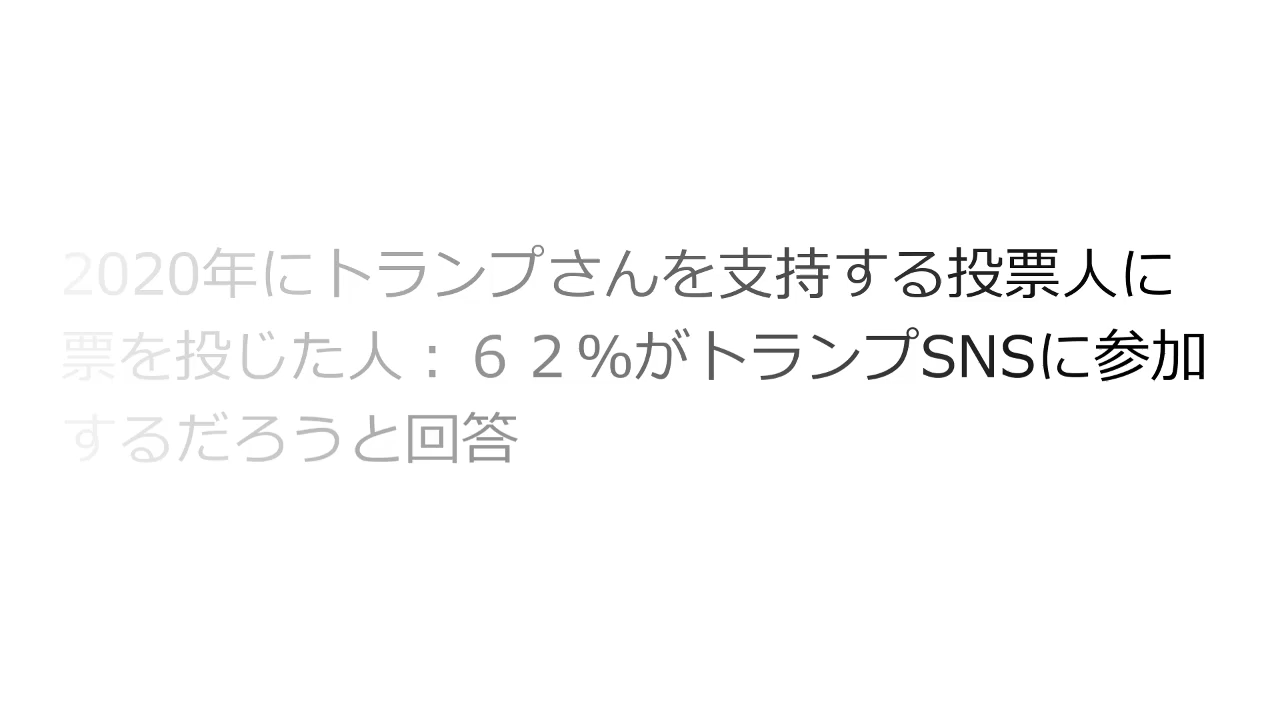 2020年にトランプさんを支持する投票人に
票を投じた人：６２％がトランプSNSに参加
するだろうと回答